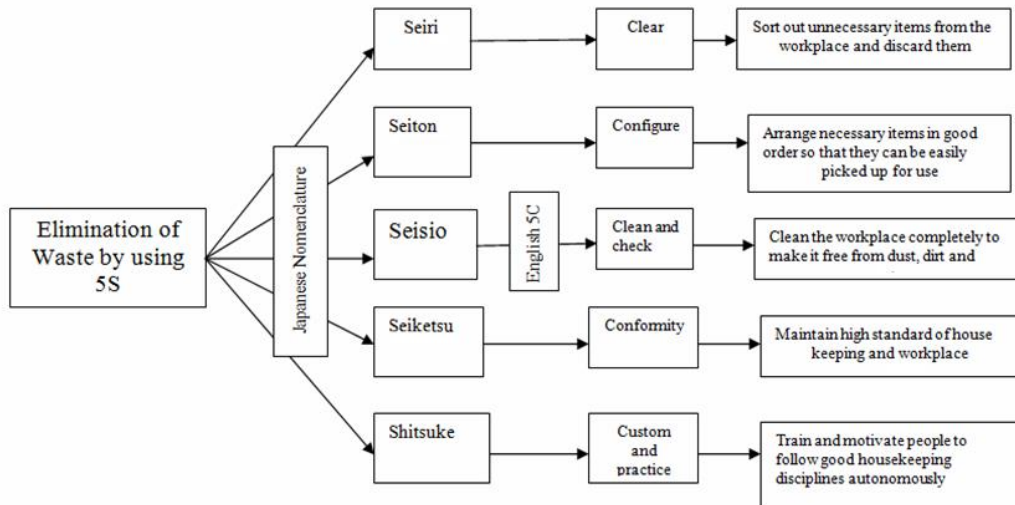 Elimination of
Waste by using
5S
Japanese Nomenclature
Seiri
Clear
Sort out unnecessary items from the
workplace and discard them
Seiton
Configure
Arrange necessary items in good
order so that they can be easily
picked up for use
Seisio
English 5C
Clean and
check
Clean the workplace completely to
make it free from dust, dirt and
Seiketsu
Conformity
Maintain high standard of house
keeping and workplace
Shitsuke
Custom
and
practice
Train and motivate people to
follow good housekeeping
disciplines autonomously